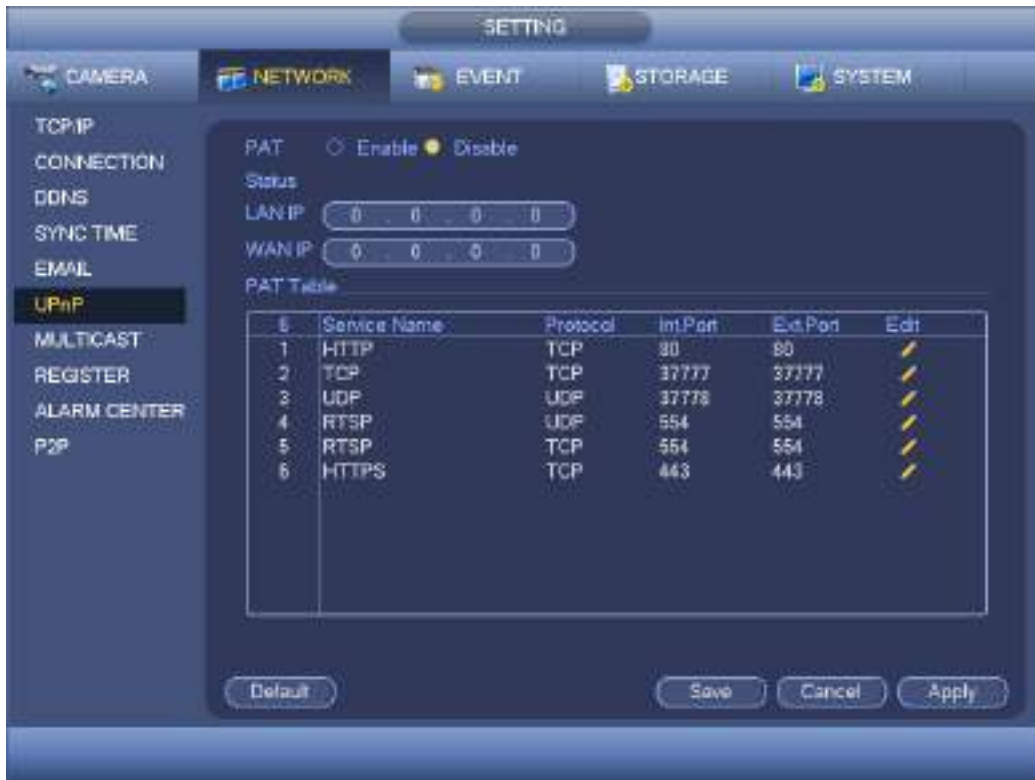 SETTING
CAMERA NETWORK EVENT STORAGE SYSTEM
TCP/IP
CONNECTION
DDNS
SYNC TIME
EMAIL
UPnP
MULTICAST
REGISTER
ALARM CENTER
P2P
PAT Enable Disable
Status
LAN IP 0 . 0 . 0 . 0
WAN IP 0 . 0 . 0 . 0
PAT Table
6 Service Name Protocol Int.Port Ext.Port Edit
1 HTTP TCP 80 80
2 TCP TCP 37777 37777
3 UDP UDP 37778 37778
4 RTSP UDP 554 554
5 RTSP TCP 554 554
6 HTTPS TCP 443 443
Default Save Cancel Apply